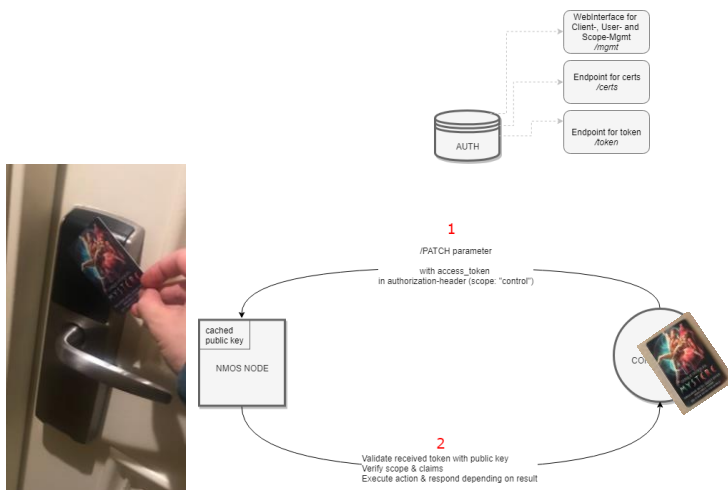 WebInterface for
Client-, User- and
Scope-Mgmt
/mgmt
Endpoint for certs
/certs
Endpoint for token
/token
AUTH
1
/PATCH parameter
with access_token
in authorization-header (scope: "control")
cached
public key
NMOS NODE
MYSTERE
MYSTERE
2
Validate received token with public key
Verify scope & claims
Execute action & respond depending on result